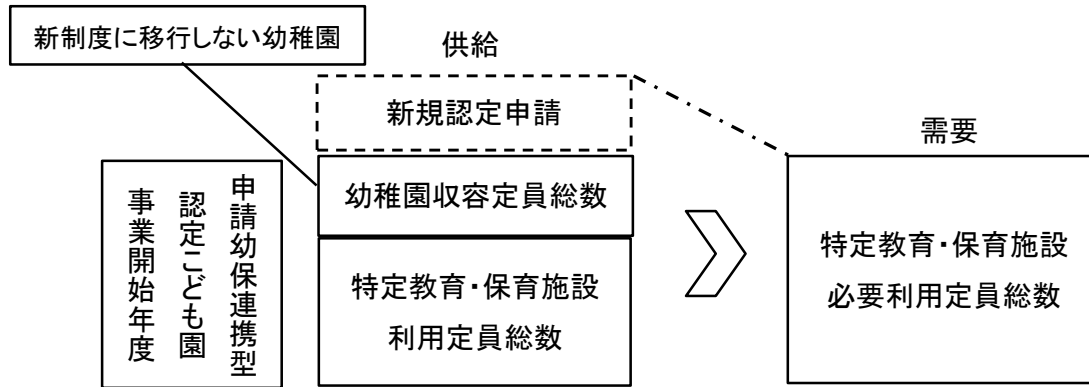 新制度に移行しない幼稚園
供給
新規認定申請
幼稚園収容定員総数
特定教育・保育施設
利用定員総数
申請幼保連携型
認定こども園
事業開始年度
需要
特定教育・保育施設
必要利用定員総数